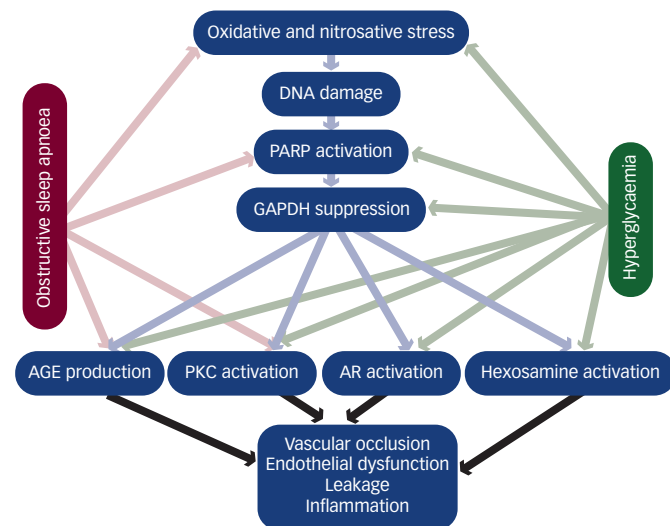 Oxidative and nitrosative stress
DNA damage
PARP activation
GAPDH suppression
Obstructive sleep apnoea
Hyperglycaemia
AGE production
PKC activation
AR activation
Hexosamine activation
Vascular occlusion
Endothelial dysfunction
Leakage
Inflammation